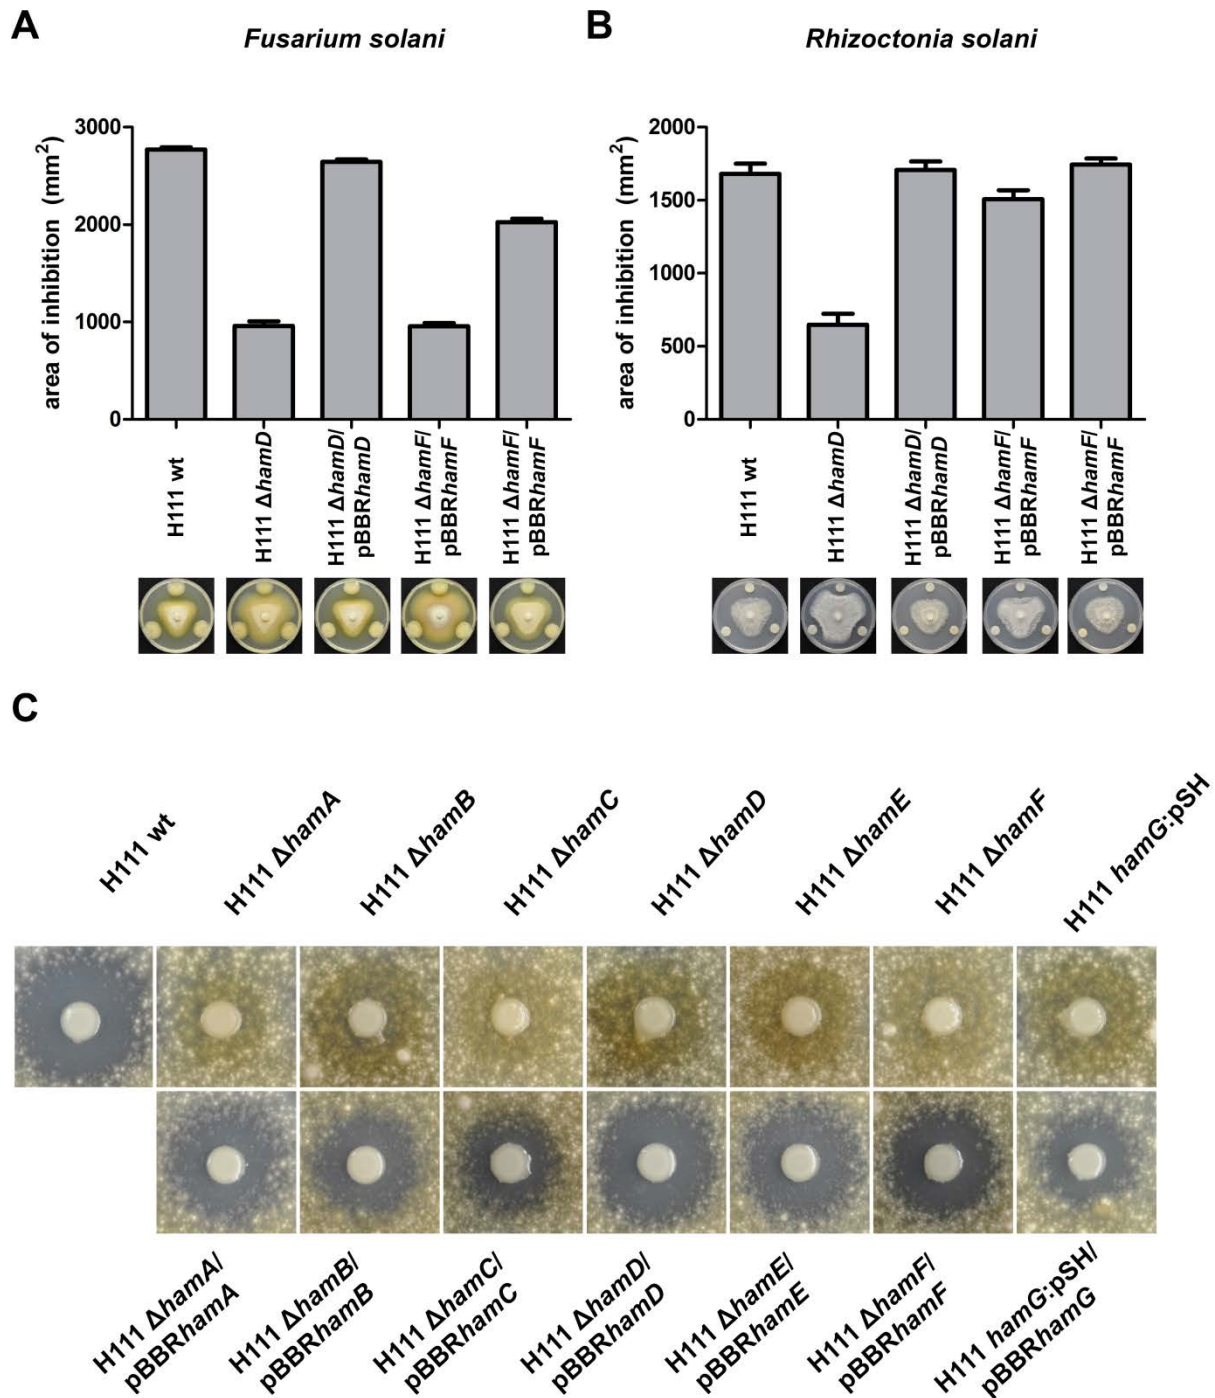 A
Fusarium solani
area of inhibition (mm²)
3000
2000
1000
0
H111 wt
H111 ΔhamD
H111 ΔhamD/
pBBRhamD
H111 ΔhamF/
pBBRhamF
H111 ΔhamF/
pBBRhamF
B
Rhizoctonia solani
area of inhibition (mm²)
2000
1500
1000
500
0
H111 wt
H111 ΔhamD
H111 ΔhamD/
pBBRhamD
H111 ΔhamF/
pBBRhamF
H111 ΔhamF/
pBBRhamF
C
H111 wt
H111 ΔhamA
H111 ΔhamB
H111 ΔhamC
H111 ΔhamD
H111 ΔhamE
H111 ΔhamF
H111 hamG:pSH
H111 ΔhamA/
pBBRhamA
H111 ΔhamB/
pBBRhamB
H111 ΔhamC/
pBBRhamC
H111 ΔhamD/
pBBRhamD
H111 ΔhamE/
pBBRhamE
H111 ΔhamF/
pBBRhamF
H111 hamG:pSH/
pBBRhamG